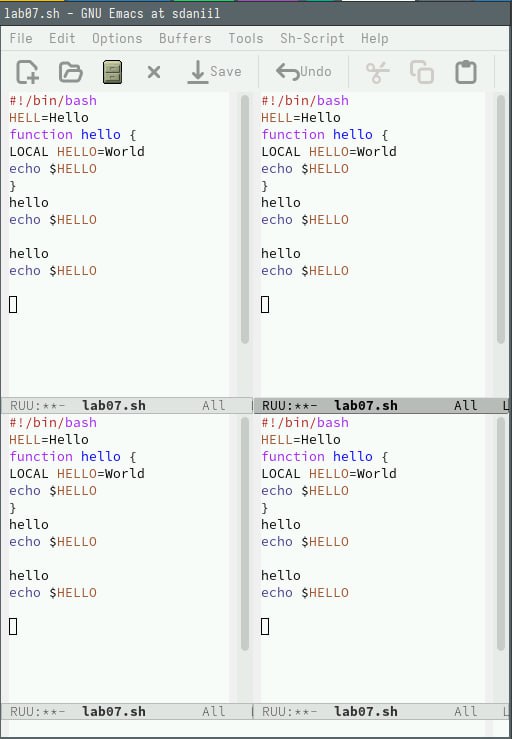 lab07.sh - GNU Emacs at sdaniil
File Edit Options Buffers Tools Sh-Script Help
Save Undo
#!/bin/bash
HELL=Hello
function hello {
LOCAL HELLO=World
echo $HELLO
}
hello
echo $HELLO
hello
echo $HELLO
RUU:**- lab07.sh All
#!/bin/bash
HELL=Hello
function hello {
LOCAL HELLO=World
echo $HELLO
}
hello
echo $HELLO
hello
echo $HELLO
RUU:**- lab07.sh All L
#!/bin/bash
HELL=Hello
function hello {
LOCAL HELLO=World
echo $HELLO
}
hello
echo $HELLO
hello
echo $HELLO
RUU:**- lab07.sh All
#!/bin/bash
HELL=Hello
function hello {
LOCAL HELLO=World
echo $HELLO
}
hello
echo $HELLO
hello
echo $HELLO
RUU:**- lab07.sh All L